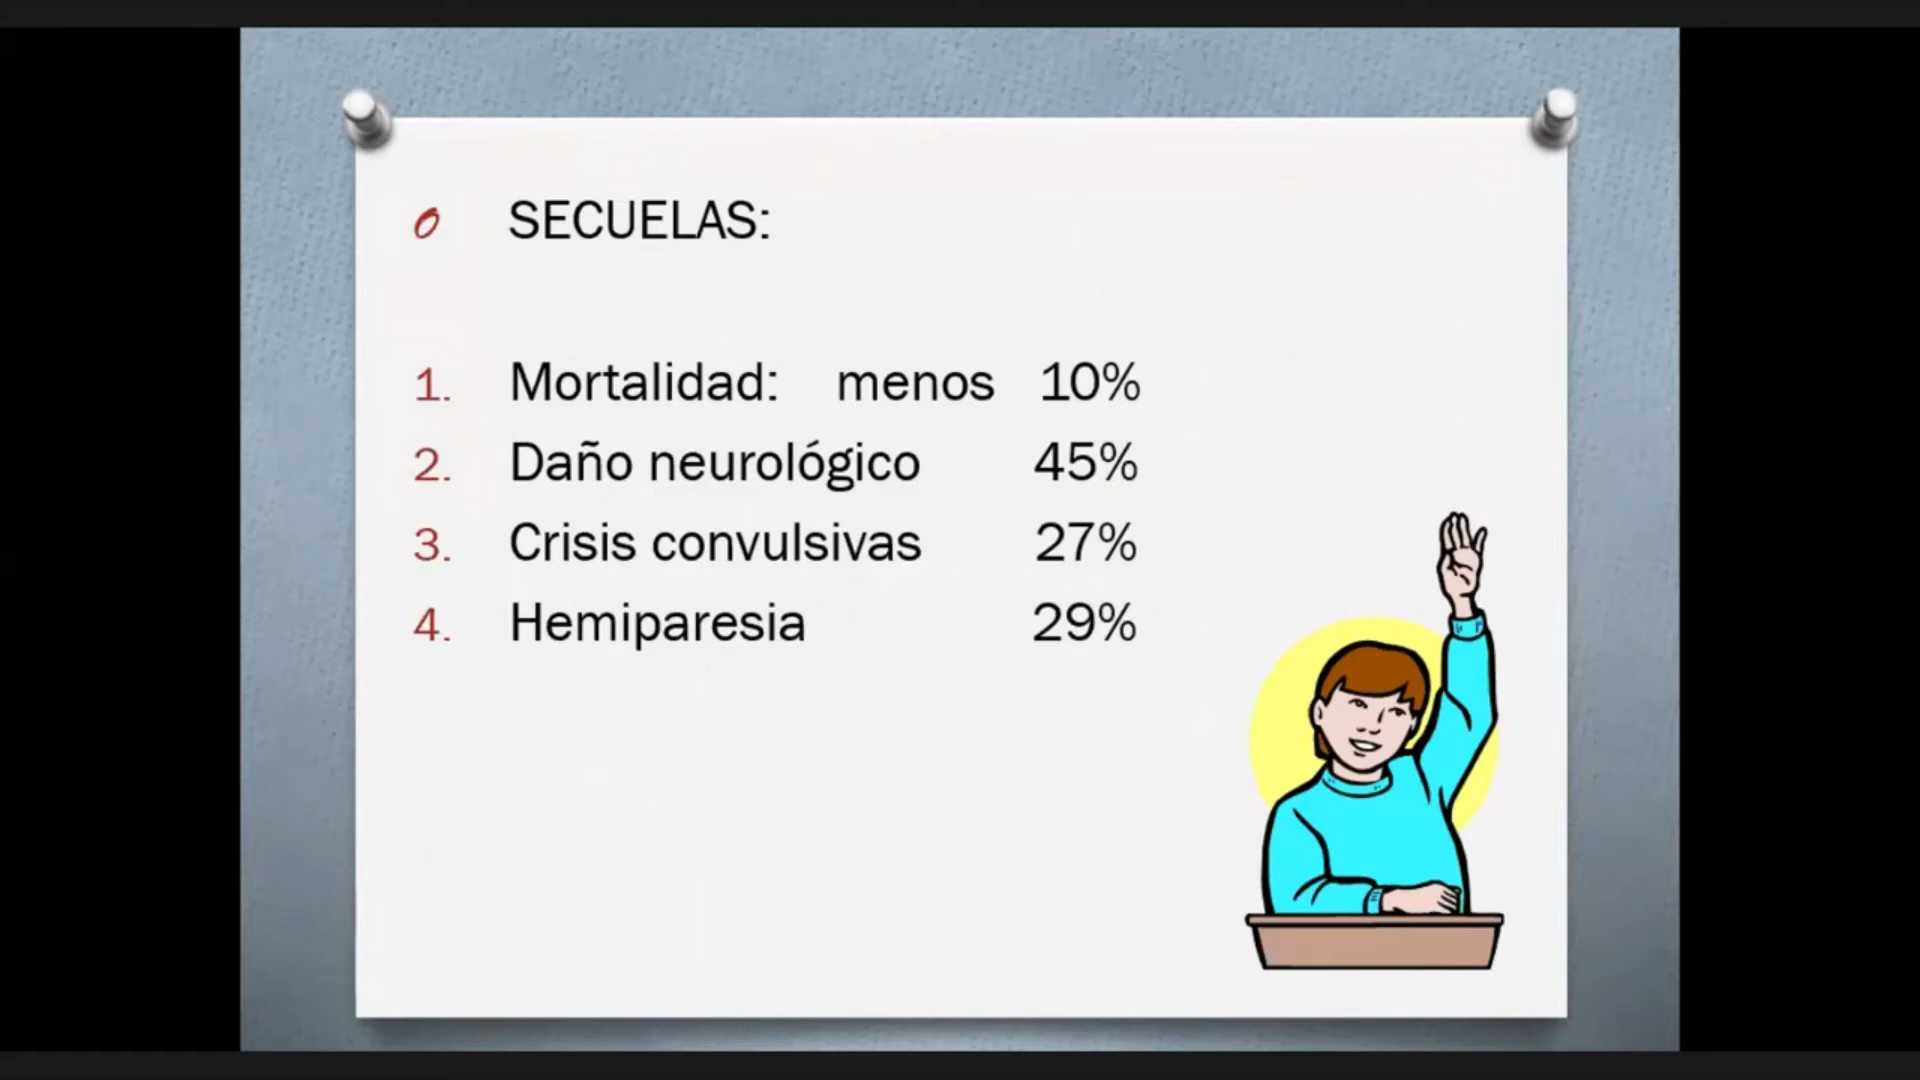 SECUELAS:
1. Mortalidad: menos 10%
2. Daño neurológico 45%
3. Crisis convulsivas 27%
4. Hemiparesia 29%